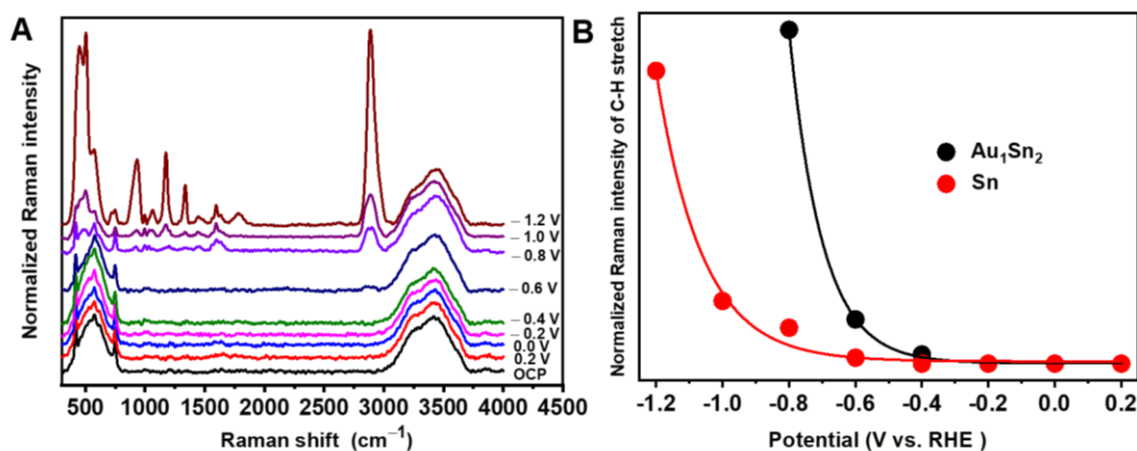 A
Normalized Raman intensity
– 1.2 V
– 1.0 V
– 0.8 V
– 0.6 V
– 0.4 V
– 0.2 V
0.0 V
0.2 V
OCP
500 1000 1500 2000 2500 3000 3500 4000 4500
Raman shift (cm⁻¹)
B
Normalized Raman intensity of C-H stretch
Au₁Sn₂
Sn
-1.2 -1.0 -0.8 -0.6 -0.4 -0.2 0.0 0.2
Potential (V vs. RHE )